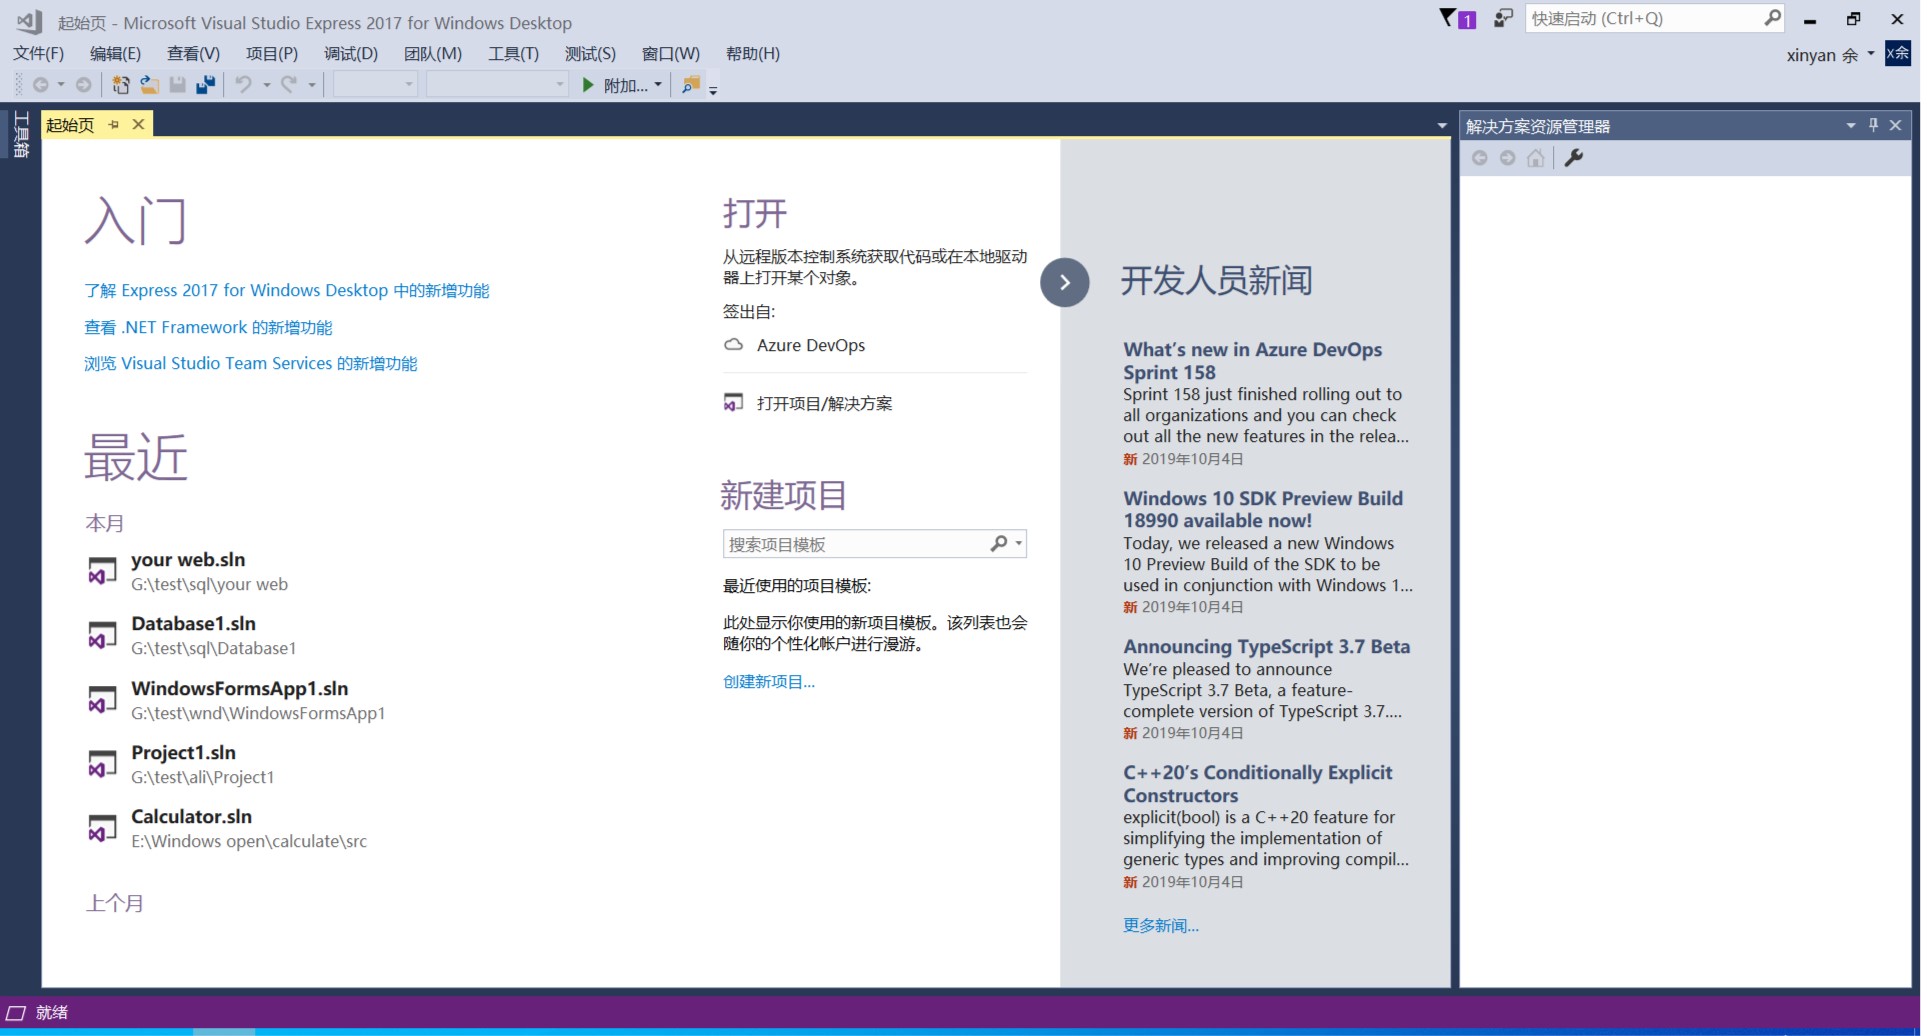 起始页 - Microsoft Visual Studio Express 2017 for Windows Desktop
1
快速启动 (Ctrl+Q)
文件(F) 编辑(E) 查看(V) 项目(P) 调试(D) 团队(M) 工具(T) 测试(S) 窗口(W) 帮助(H)
xinyan 余
X余
附加...
工具箱
起始页
入门
了解 Express 2017 for Windows Desktop 中的新增功能
查看 .NET Framework 的新增功能
浏览 Visual Studio Team Services 的新增功能
最近
本月
your web.sln
G:\test\sql\your web
Database1.sln
G:\test\sql\Database1
WindowsFormsApp1.sln
G:\test\wnd\WindowsFormsApp1
Project1.sln
G:\test\ali\Project1
Calculator.sln
E:\Windows open\calculate\src
上个月
打开
从远程版本控制系统获取代码或在本地驱动
器上打开某个对象。
签出自:
Azure DevOps
打开项目/解决方案
新建项目
搜索项目模板
最近使用的项目模板:
此处显示你使用的新项目模板。该列表也会
随你的个性化帐户进行漫游。
创建新项目...
开发人员新闻
What's new in Azure DevOps
Sprint 158
Sprint 158 just finished rolling out to
all organizations and you can check
out all the new features in the relea...
新 2019年10月4日
Windows 10 SDK Preview Build
18990 available now!
Today, we released a new Windows
10 Preview Build of the SDK to be
used in conjunction with Windows 1...
新 2019年10月4日
Announcing TypeScript 3.7 Beta
We're pleased to announce
TypeScript 3.7 Beta, a feature-
complete version of TypeScript 3.7....
新 2019年10月4日
C++20's Conditionally Explicit
Constructors
explicit(bool) is a C++20 feature for
simplifying the implementation of
generic types and improving compil...
新 2019年10月4日
更多新闻...
解决方案资源管理器
就绪